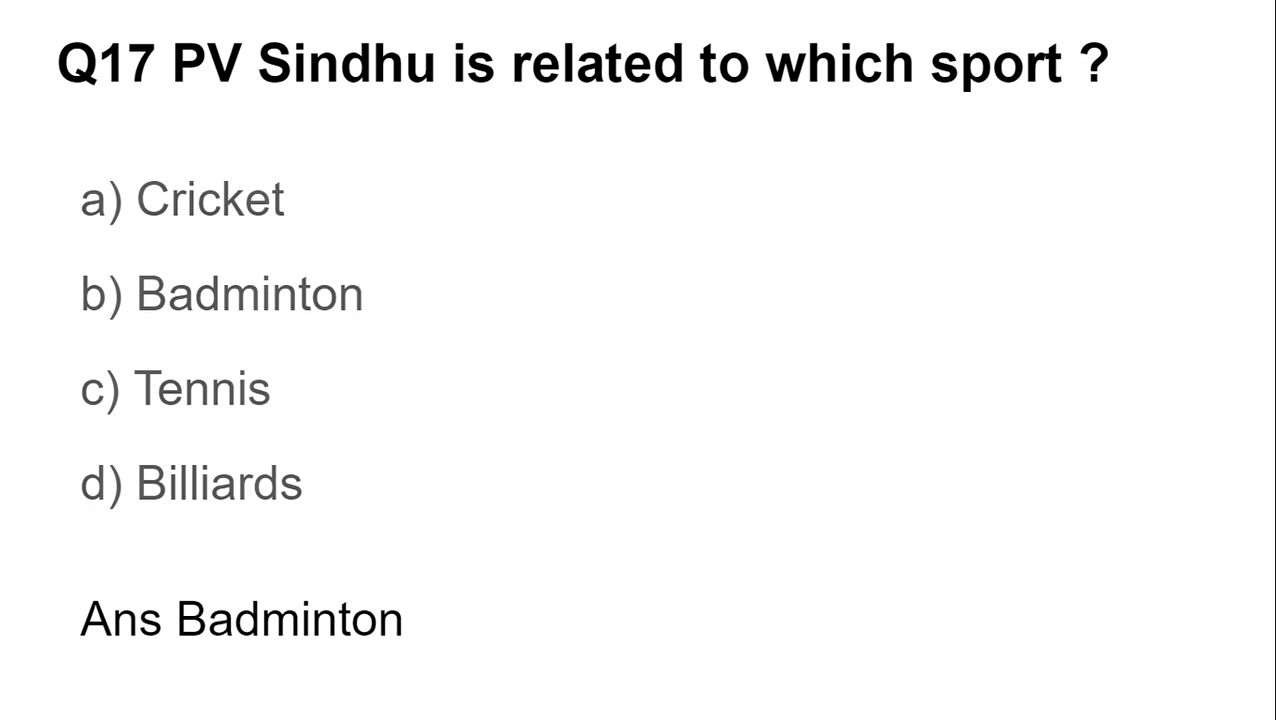 Q17 PV Sindhu is related to which sport ?
a) Cricket
b) Badminton
c) Tennis
d) Billiards
Ans Badminton